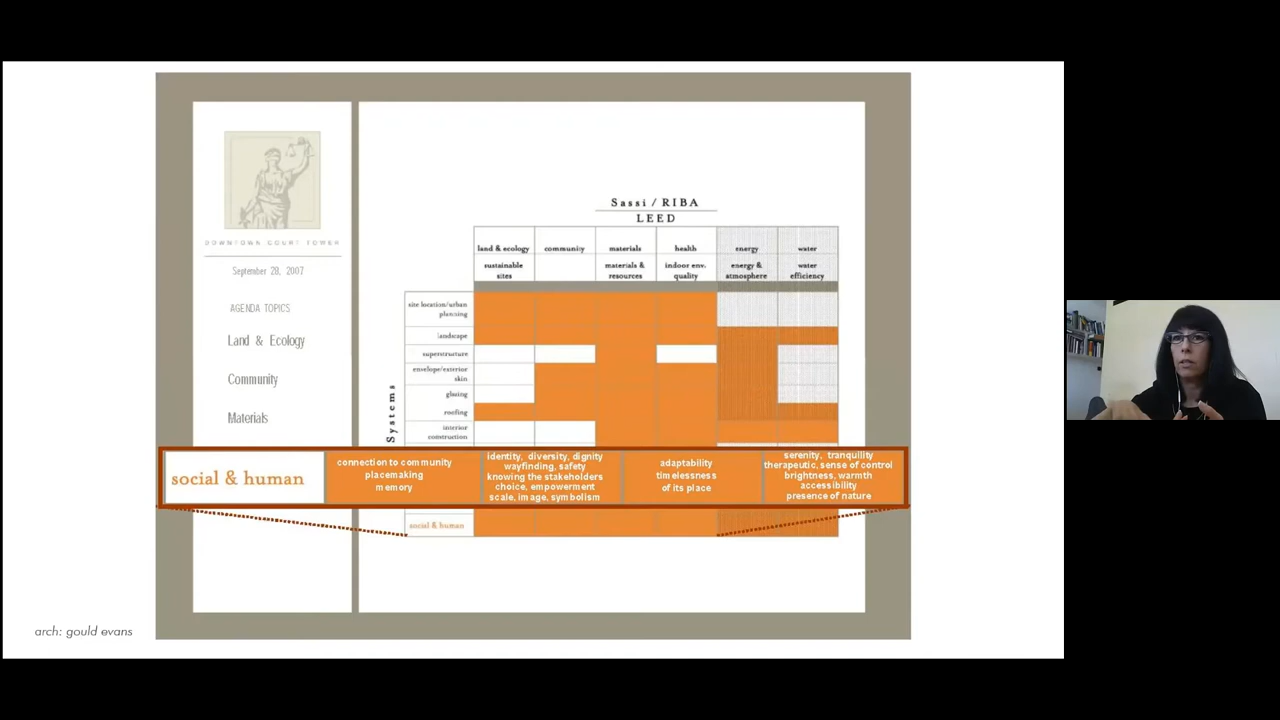 DOWNTOWN COURT TOWER
September 28, 2007
AGENDA TOPICS
Land & Ecology
Community
Materials
Sassi / RIBA
LEED
land & ecology
community
materials
health
energy
water
sustainable
sites
materials &
resources
indoor env.
quality
energy &
atmosphere
water
efficiency
Systems
site location/urban
planning
landscape
superstructure
envelope/exterior
skin
glazing
roofing
interior
construction
social & human
connection to community
placemaking
memory
identity, diversity, dignity
wayfinding, safety
knowing the stakeholders
choice, empowerment
scale, image, symbolism
adaptability
timelessness
of its place
serenity, tranquility
therapeutic, sense of control
brightness, warmth
accessibility
presence of nature
social & human
arch: gould evans